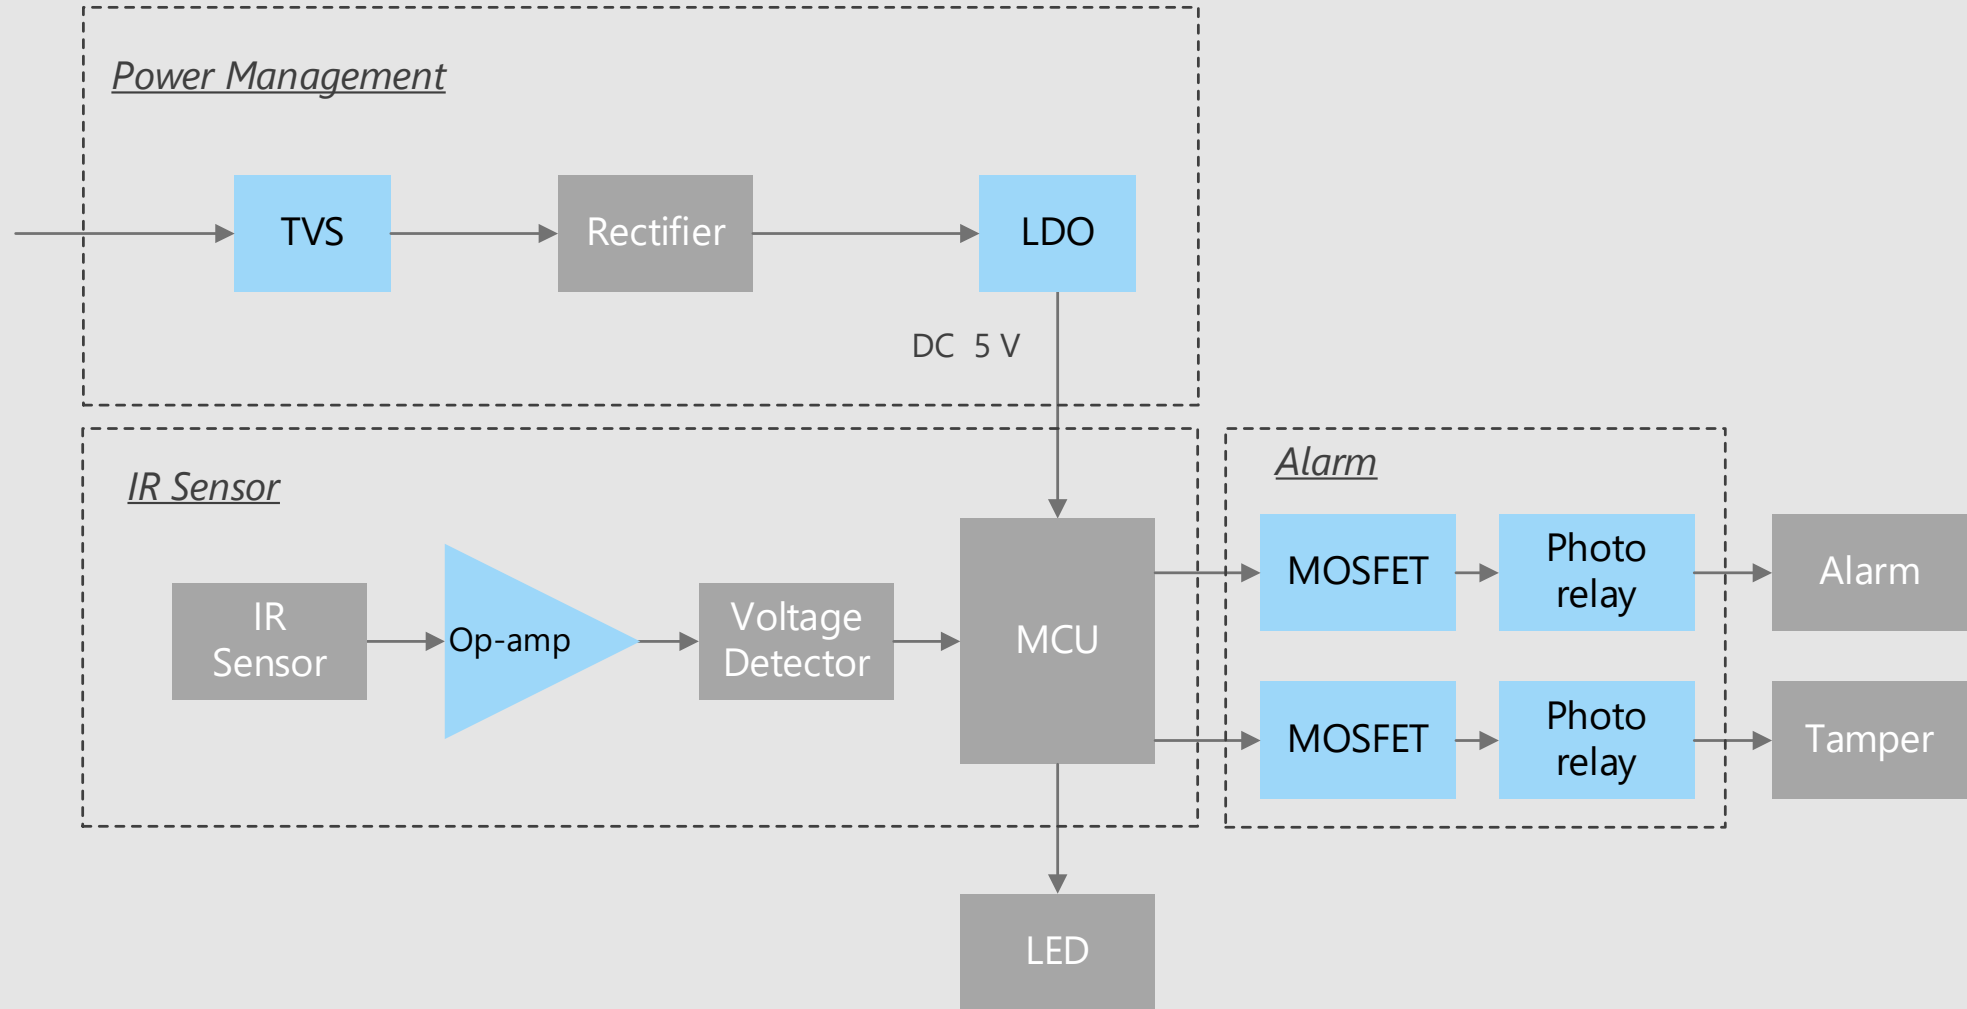 Power Management
TVS
Rectifier
LDO
DC 5 V
IR Sensor
IR
Sensor
Op-amp
Voltage
Detector
MCU
Alarm
MOSFET
Photo
relay
Alarm
MOSFET
Photo
relay
Tamper
LED